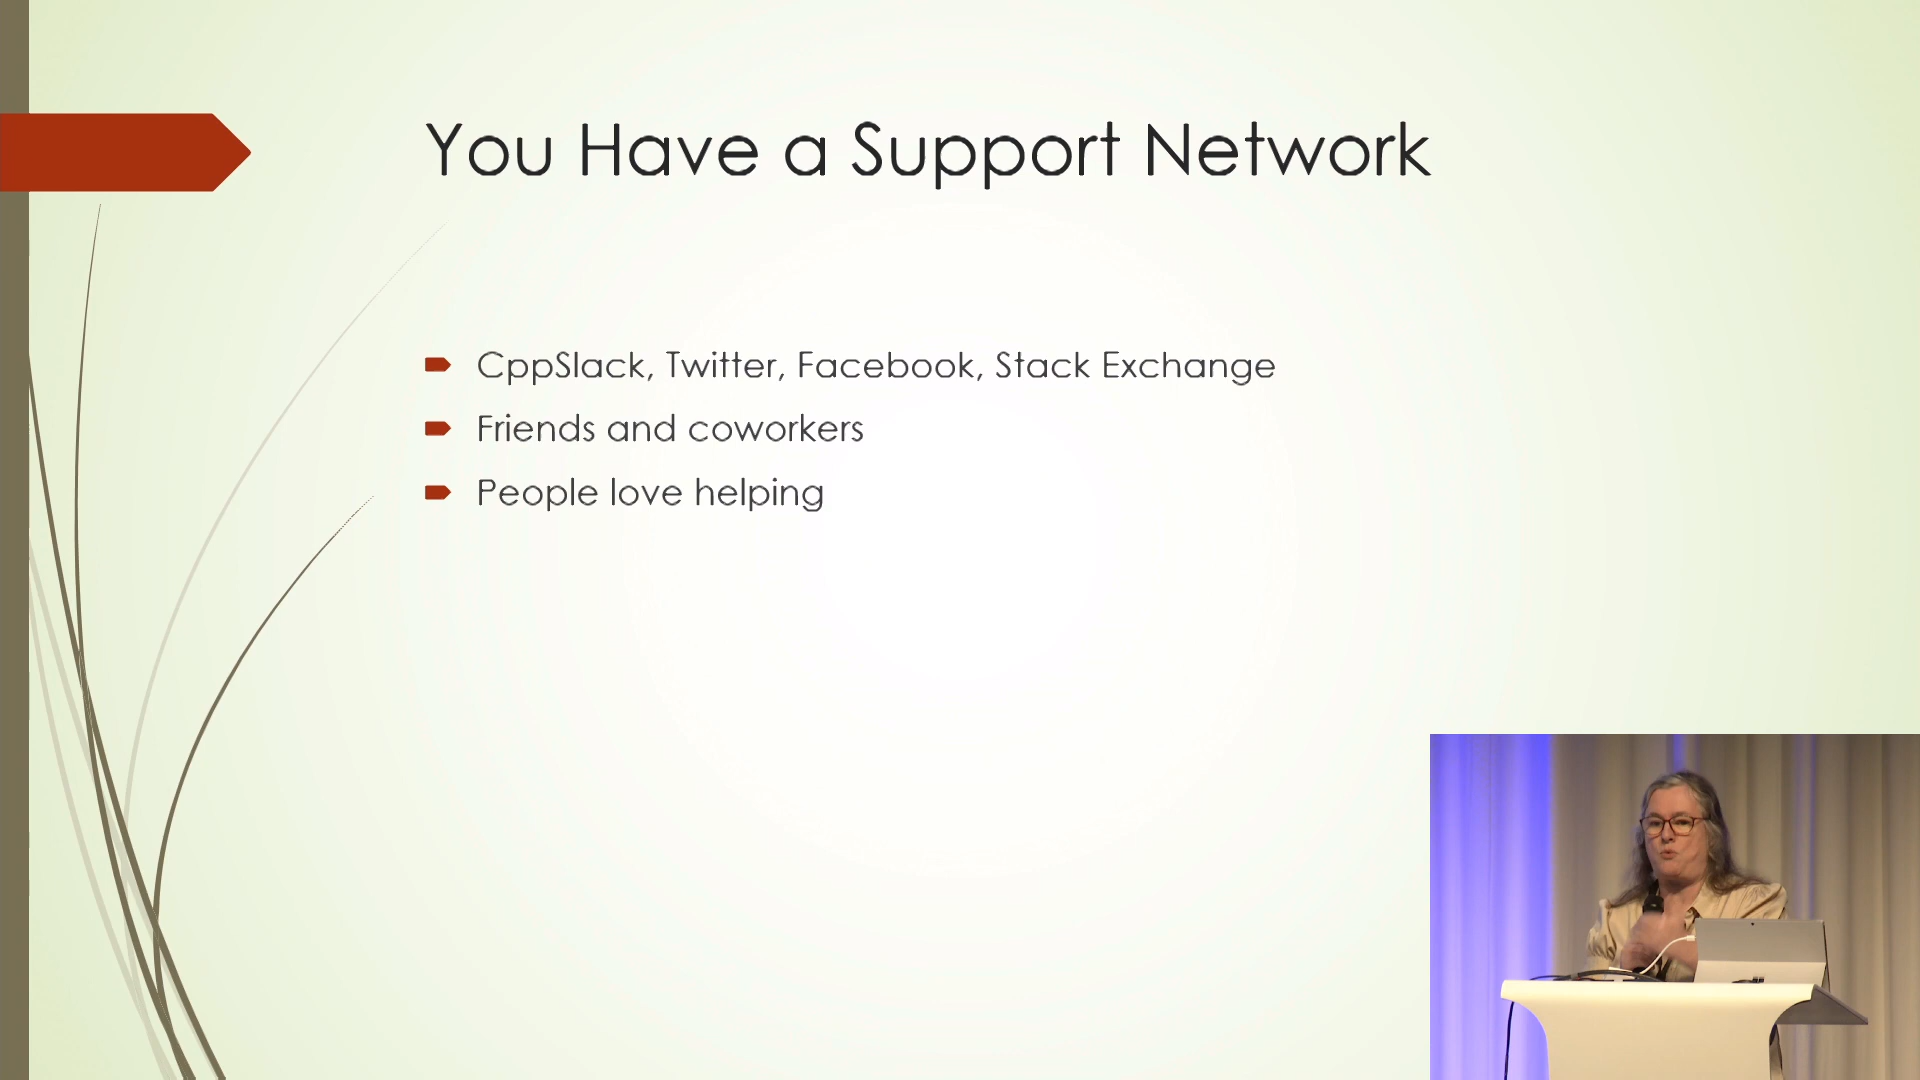 You Have a Support Network
CppSlack, Twitter, Facebook, Stack Exchange
Friends and coworkers
People love helping